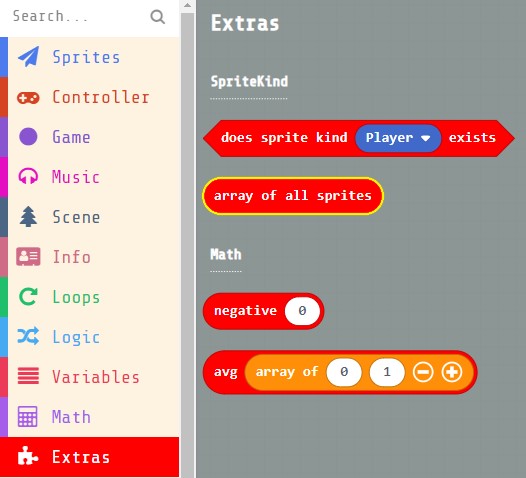 Search...
Sprites
Controller
Game
Music
Scene
Info
Loops
Logic
Variables
Math
Extras
Extras
SpriteKind
does sprite kind Player exists
array of all sprites
Math
negative 0
avg array of 0 1